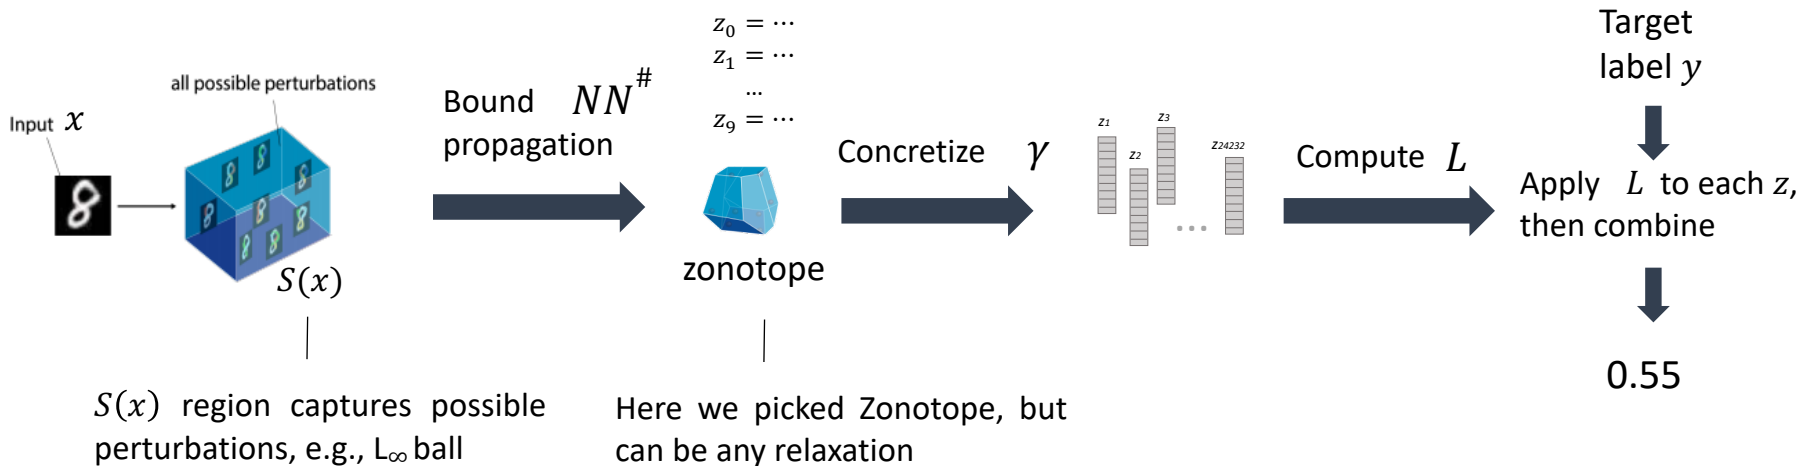 all possible perturbations
Input x
S(x)
S(x) region captures possible
perturbations, e.g., L∞ ball
Bound NN#
propagation
z0 = ⋯
z1 = ⋯
...
z9 = ⋯
zonotope
Here we picked Zonotope, but
can be any relaxation
Concretize γ
z1
z2
z3
...
z24232
Compute L
Target
label y
Apply L to each z,
then combine
0.55